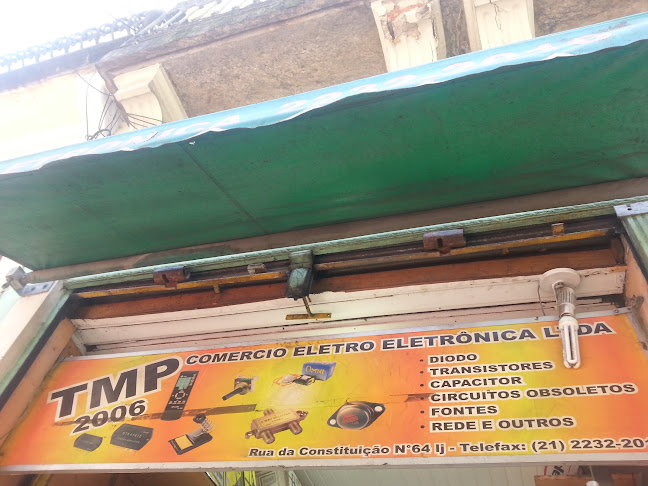 COMERCIO ELETRO ELETRÔNICA LTDA
TMP
2006
· DIODO
· TRANSISTORES
· CAPACITOR
· CIRCUITOS OBSOLETOS
· FONTES
· REDE E OUTROS
Rua da Constituição N°64 lj - Telefax: (21) 2232-201